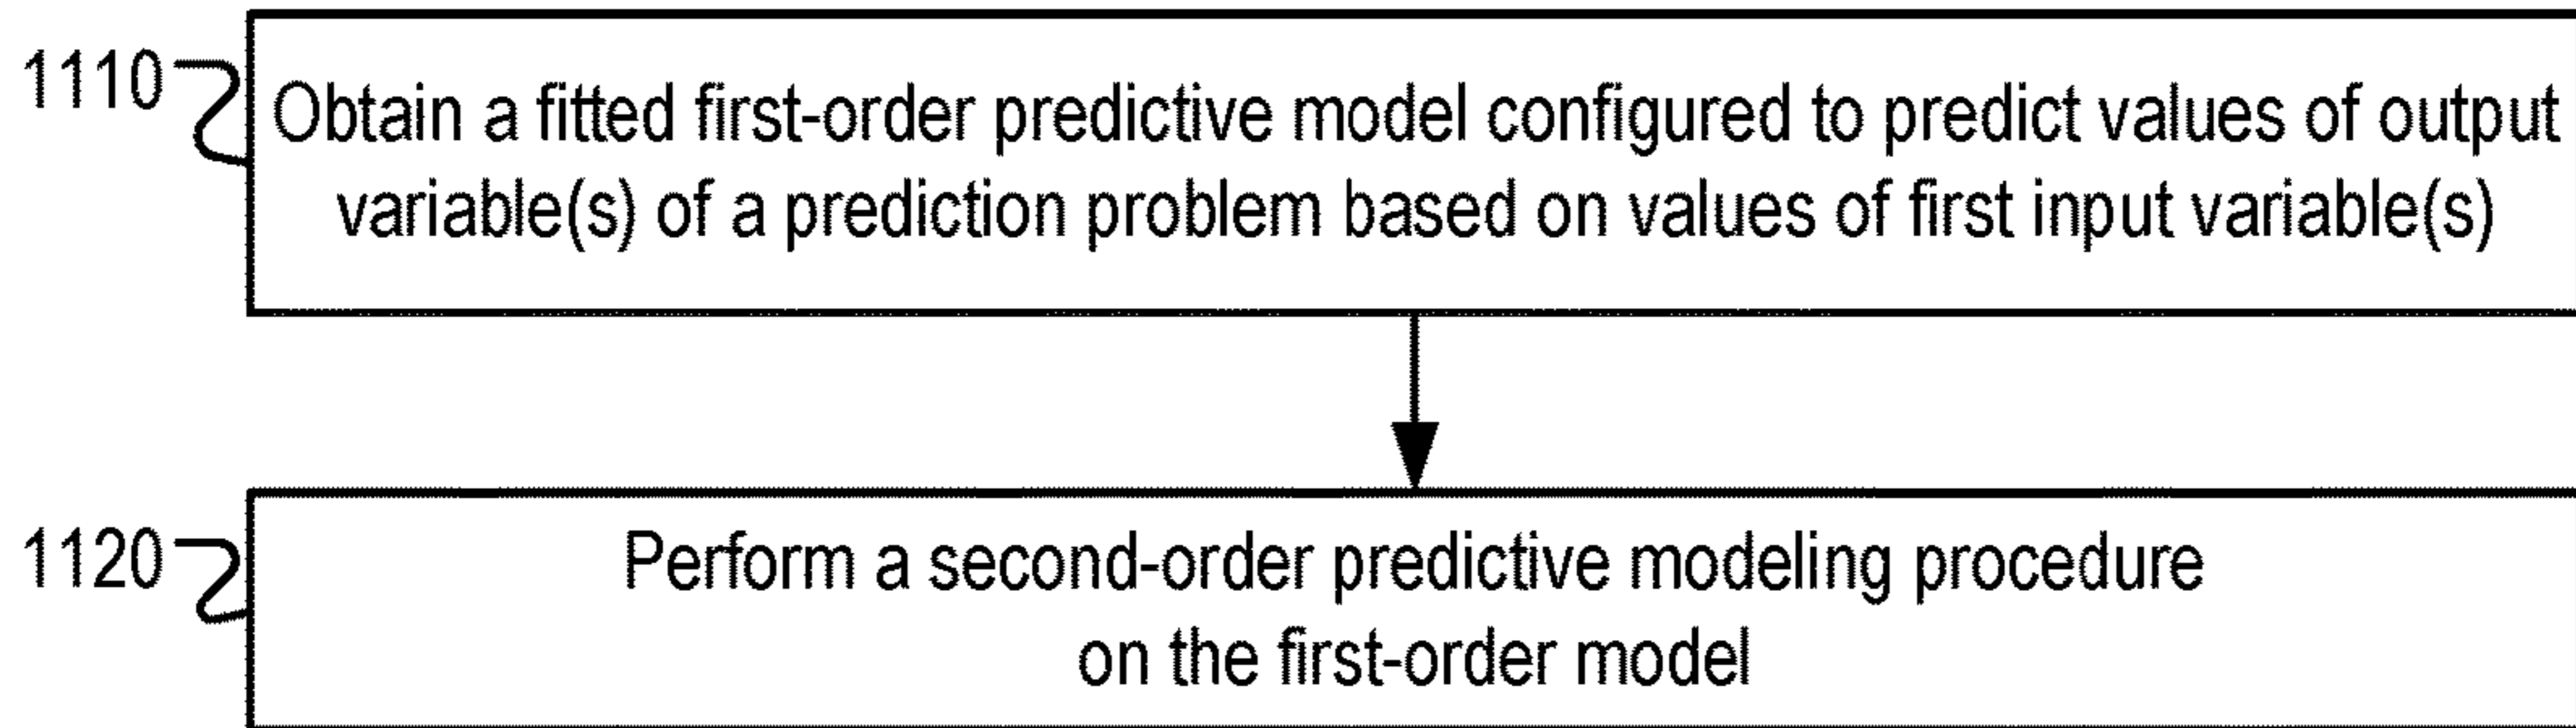 1110
Obtain a fitted first-order predictive model configured to predict values of output
variable(s) of a prediction problem based on values of first input variable(s)
1120
Perform a second-order predictive modeling procedure
on the first-order model